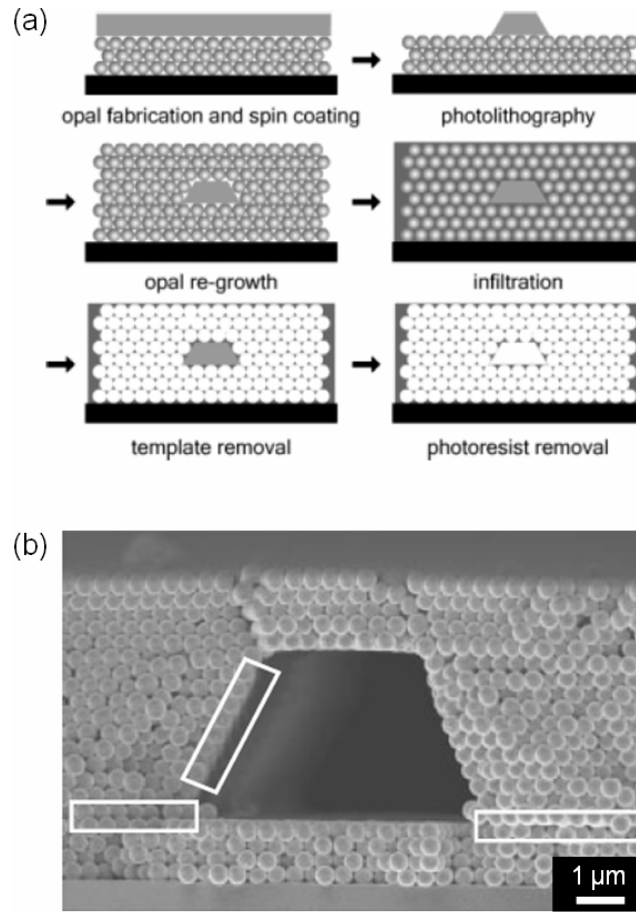 (a)
opal fabrication and spin coating
photolithography
opal re-growth
infiltration
template removal
photoresist removal
(b)
1 μm